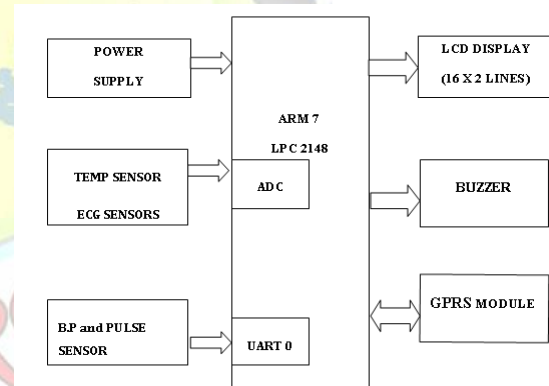 POWER
SUPPLY
LCD DISPLAY
(16 X 2 LINES)
ARM 7
LPC 2148
TEMP SENSOR
ECG SENSORS
ADC
BUZZER
B.P and PULSE
SENSOR
UART 0
GPRS MODULE